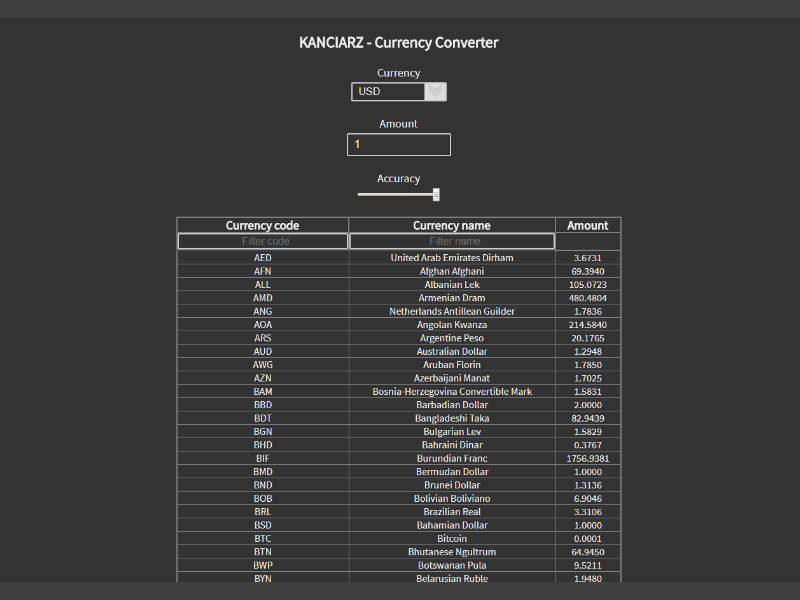 KANCIARZ - Currency Converter
Currency
USD
Amount
1
Accuracy
Currency code Currency name Amount
Filter code Filter name
AED United Arab Emirates Dirham 3.6731
AFN Afghan Afghani 69.3940
ALL Albanian Lek 105.0723
AMD Armenian Dram 480.4804
ANG Netherlands Antillean Guilder 1.7836
AOA Angolan Kwanza 214.5840
ARS Argentine Peso 20.1765
AUD Australian Dollar 1.2948
AWG Aruban Florin 1.7850
AZN Azerbaijani Manat 1.7025
BAM Bosnia-Herzegovina Convertible Mark 1.5831
BBD Barbadian Dollar 2.0000
BDT Bangladeshi Taka 82.9439
BGN Bulgarian Lev 1.5829
BHD Bahraini Dinar 0.3767
BIF Burundian Franc 1756.9381
BMD Bermudan Dollar 1.0000
BND Brunei Dollar 1.3136
BOB Bolivian Boliviano 6.9046
BRL Brazilian Real 3.3106
BSD Bahamian Dollar 1.0000
BTC Bitcoin 0.0001
BTN Bhutanese Ngultrum 64.9450
BWP Botswanan Pula 9.5211
BYN Belarusian Ruble 1.9480